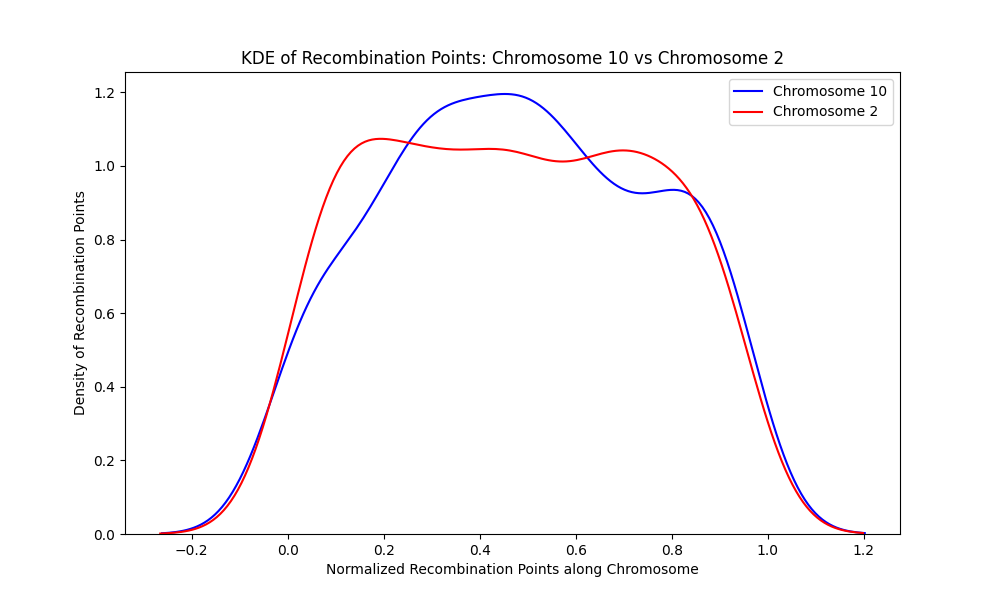 KDE of Recombination Points: Chromosome 10 vs Chromosome 2
Chromosome 10
Chromosome 2
Density of Recombination Points
1.2
1.0
0.8
0.6
0.4
0.2
0.0
−0.2 0.0 0.2 0.4 0.6 0.8 1.0 1.2
Normalized Recombination Points along Chromosome